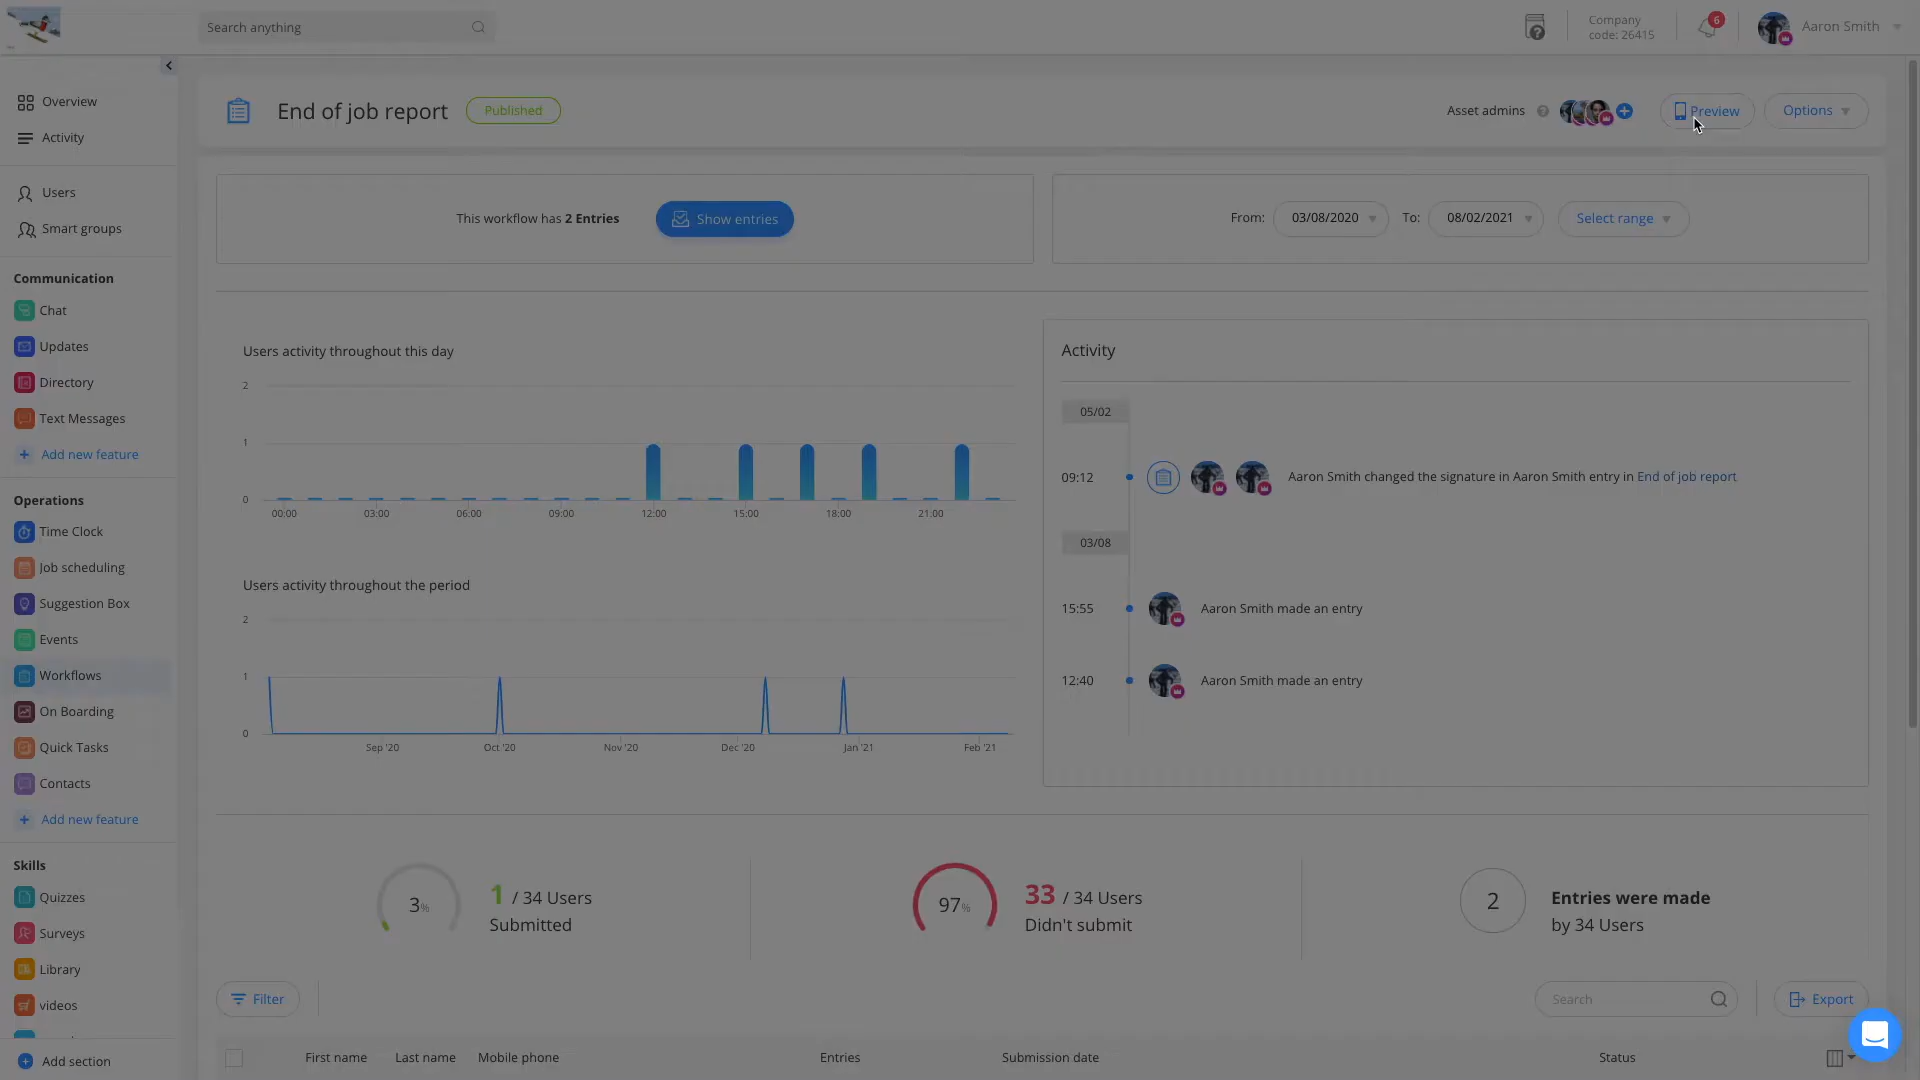 Search anything
Company
code: 26415
6
Aaron Smith
Overview
Activity
Users
Smart groups
Communication
Chat
Updates
Directory
Text Messages
+ Add new feature
Operations
Time Clock
Job scheduling
Suggestion Box
Events
Workflows
On Boarding
Quick Tasks
Contacts
+ Add new feature
Skills
Quizzes
Surveys
Library
videos
Add section
End of job report
Published
Asset admins
Preview
Options
This workflow has 2 Entries
Show entries
From: 03/08/2020 To: 08/02/2021
Select range
Users activity throughout this day
2
1
0
00:00 03:00 06:00 09:00 12:00 15:00 18:00 21:00
Users activity throughout the period
2
1
0
Sep '20 Oct '20 Nov '20 Dec '20 Jan '21 Feb '21
Activity
05/02
09:12 Aaron Smith changed the signature in Aaron Smith entry in End of job report
03/08
15:55 Aaron Smith made an entry
12:40 Aaron Smith made an entry
3%
1 / 34 Users
Submitted
97%
33 / 34 Users
Didn't submit
2
Entries were made
by 34 Users
Filter
Search
Export
First name Last name Mobile phone Entries Submission date Status